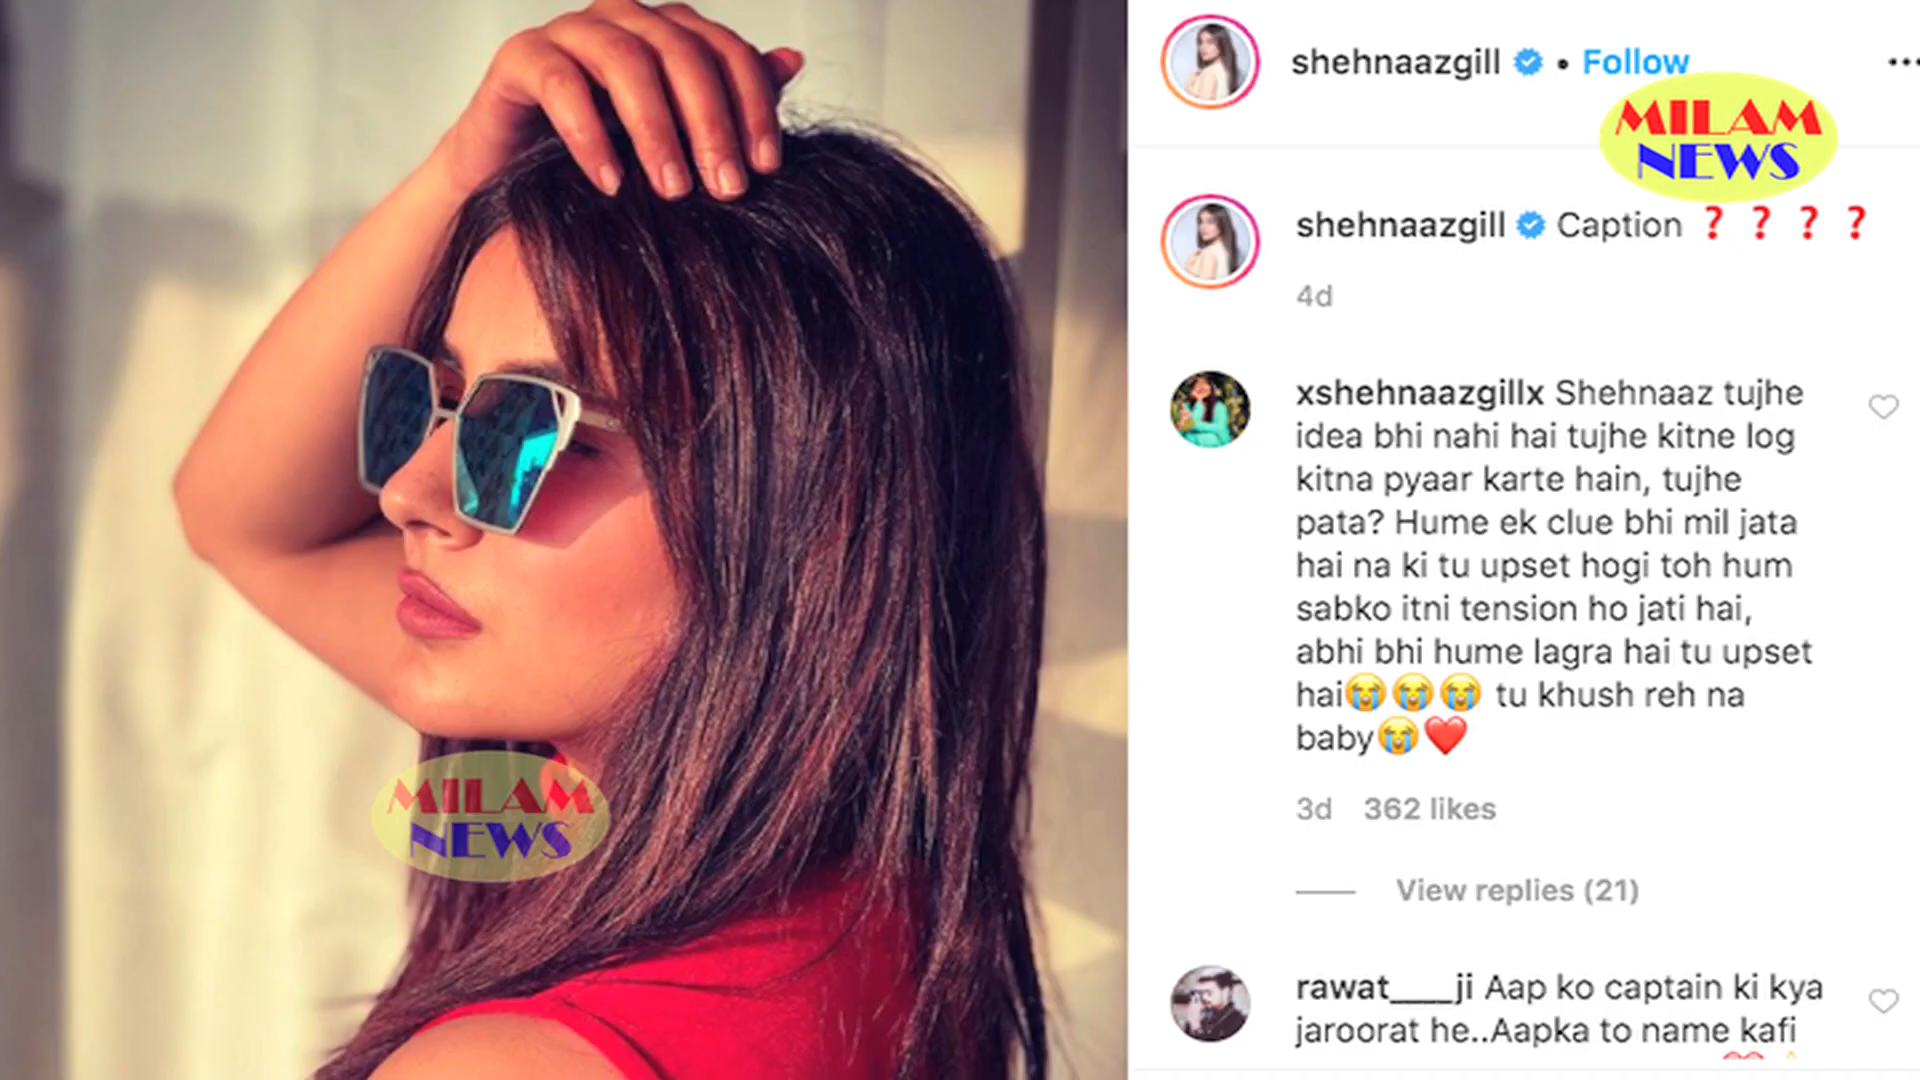 shehnaazgill • Follow
MILAM
NEWS
shehnaazgill Caption ❓ ❓ ❓ ❓
4d
xshehnaazgillx Shehnaaz tujhe
idea bhi nahi hai tujhe kitne log
kitna pyaar karte hain, tujhe
pata? Hume ek clue bhi mil jata
hai na ki tu upset hogi toh hum
sabko itni tension ho jati hai,
abhi bhi hume lagra hai tu upset
hai😭😭😭 tu khush reh na
baby😭❤️
3d 362 likes
View replies (21)
rawat____ji Aap ko captain ki kya
jaroorat he..Aapka to name kafi
MILAM
NEWS